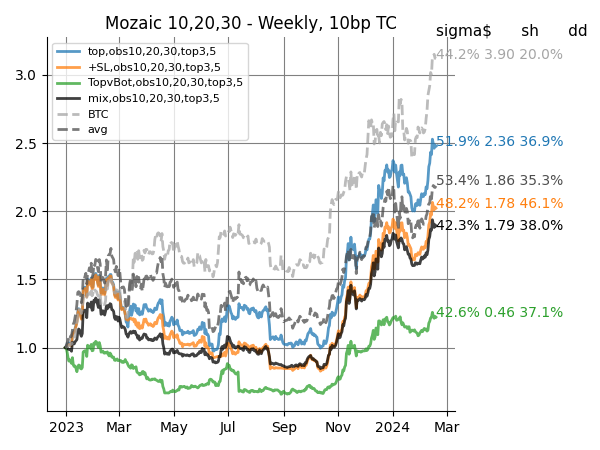 Mozaic 10,20,30 - Weekly, 10bp TC
sigma$ sh dd
top,obs10,20,30,top3,5
+SL,obs10,20,30,top3,5
TopvBot,obs10,20,30,top3,5
mix,obs10,20,30,top3,5
BTC
avg
44.2% 3.90 20.0%
51.9% 2.36 36.9%
53.4% 1.86 35.3%
48.2% 1.78 46.1%
42.3% 1.79 38.0%
42.6% 0.46 37.1%
3.0
2.5
2.0
1.5
1.0
2023 Mar May Jul Sep Nov 2024 Mar